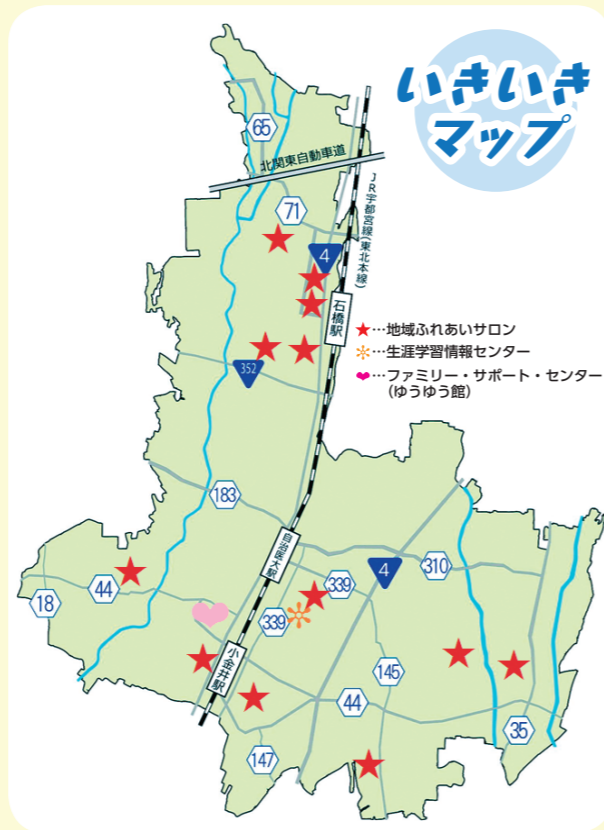 いきいき
マップ
65
北関東自動車道
JR宇都宮線(東北本線)
71
4
石橋駅
★…地域ふれあいサロン
…生涯学習情報センター
❤…ファミリー・サポート・センター
(ゆうゆう館)
352
183
自治医大駅
4
310
339
44
18
339
小金井駅
145
44
35
147